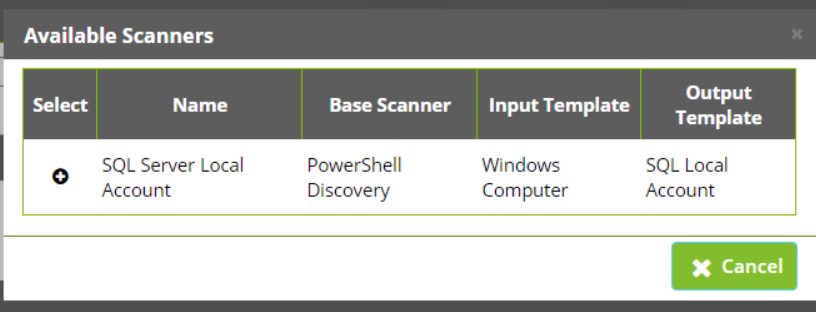 Available Scanners
Select Name Base Scanner Input Template Output Template
SQL Server Local Account PowerShell Discovery Windows Computer SQL Local Account
Cancel